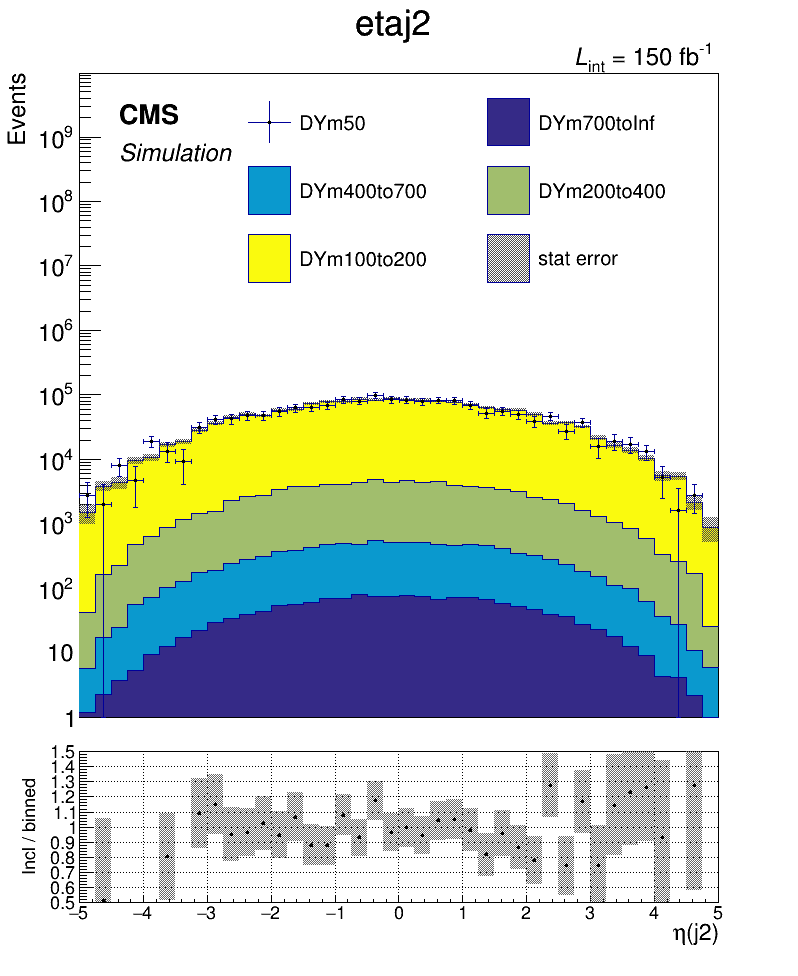 etaj2
L_int = 150 fb^-1
Events
CMS
Simulation
DYm50
DYm700toInf
DYm400to700
DYm200to400
DYm100to200
stat error
10^9
10^8
10^7
10^6
10^5
10^4
10^3
10^2
10
1
Incl / binned
1.5
1.4
1.3
1.2
1.1
1
0.9
0.8
0.7
0.6
0.5
−5 −4 −3 −2 −1 0 1 2 3 4 5
η(j2)